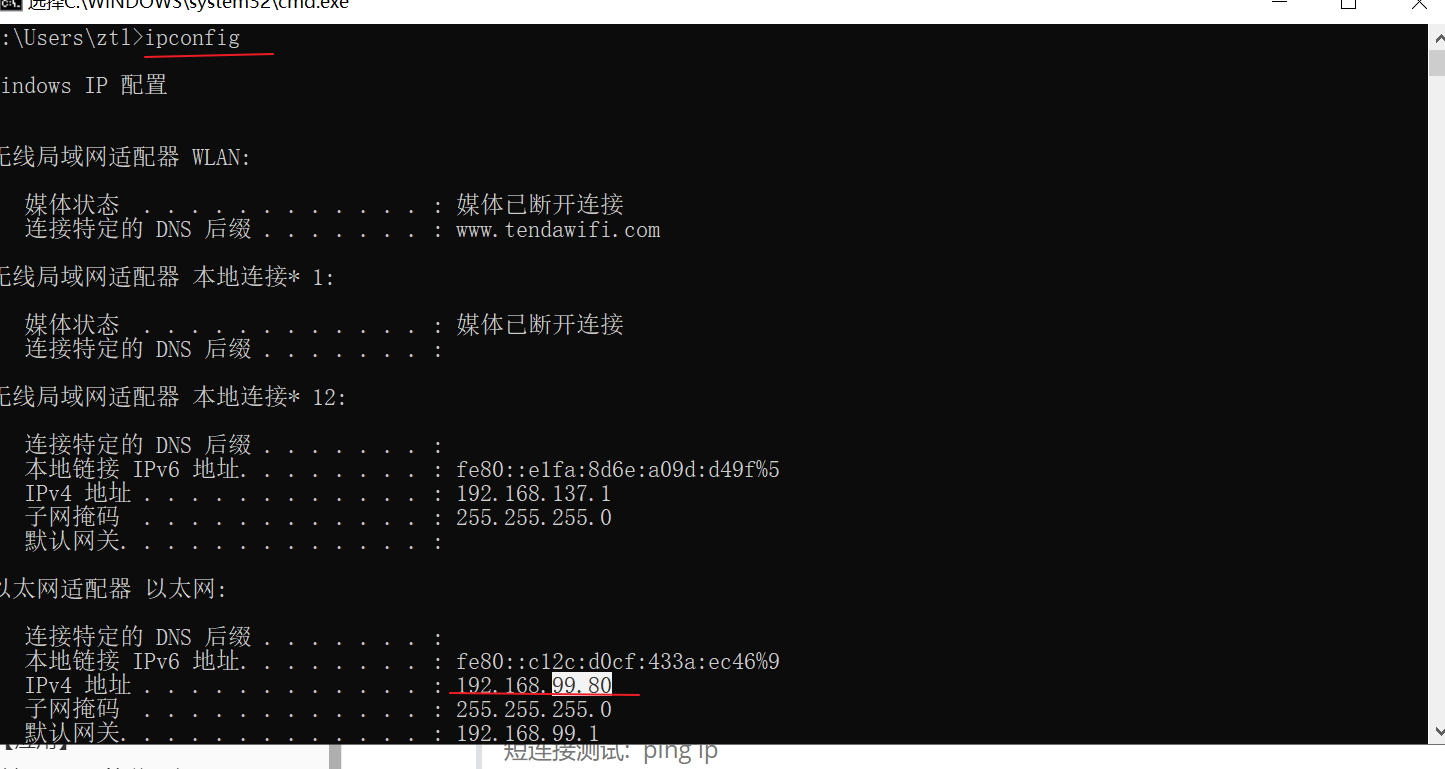 选择C:\WINDOWS\system32\cmd.exe
:\Users\ztl>ipconfig
indows IP 配置
无线局域网适配器 WLAN:
媒体状态 . . . . . . . . . . . . : 媒体已断开连接
连接特定的 DNS 后缀 . . . . . . . : www.tendawifi.com
无线局域网适配器 本地连接* 1:
媒体状态 . . . . . . . . . . . . : 媒体已断开连接
连接特定的 DNS 后缀 . . . . . . . :
无线局域网适配器 本地连接* 12:
连接特定的 DNS 后缀 . . . . . . . :
本地链接 IPv6 地址. . . . . . . . : fe80::e1fa:8d6e:a09d:d49f%5
IPv4 地址 . . . . . . . . . . . . : 192.168.137.1
子网掩码 . . . . . . . . . . . . : 255.255.255.0
默认网关. . . . . . . . . . . . . :
以太网适配器 以太网:
连接特定的 DNS 后缀 . . . . . . . :
本地链接 IPv6 地址. . . . . . . . : fe80::c12c:d0cf:433a:ec46%9
IPv4 地址 . . . . . . . . . . . . : 192.168.99.80
子网掩码 . . . . . . . . . . . . : 255.255.255.0
默认网关. . . . . . . . . . . . . : 192.168.99.1
短连接测试: ping ip